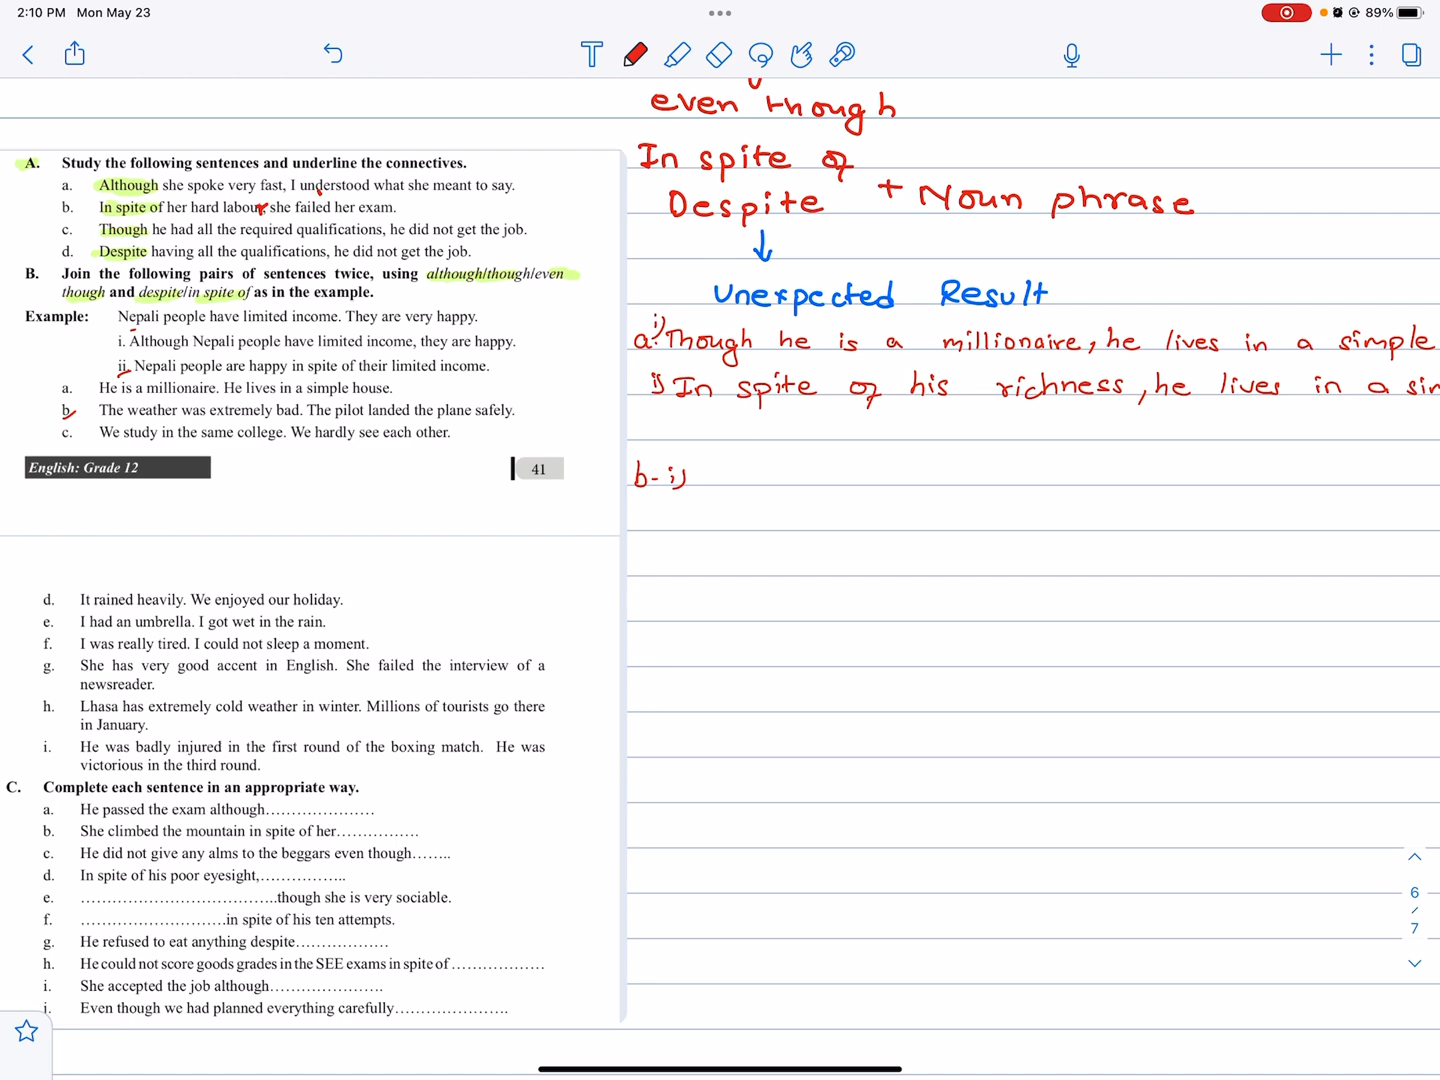 2:10 PM Mon May 23
89%
A. Study the following sentences and underline the connectives.
a. Although she spoke very fast, I understood what she meant to say.
b. In spite of her hard labour, she failed her exam.
c. Though he had all the required qualifications, he did not get the job.
d. Despite having all the qualifications, he did not get the job.
B. Join the following pairs of sentences twice, using although/though/even
though and despite/in spite of as in the example.
Example: Nepali people have limited income. They are very happy.
i. Although Nepali people have limited income, they are happy.
ii. Nepali people are happy in spite of their limited income.
a. He is a millionaire. He lives in a simple house.
b. The weather was extremely bad. The pilot landed the plane safely.
c. We study in the same college. We hardly see each other.
English: Grade 12
41
d. It rained heavily. We enjoyed our holiday.
e. I had an umbrella. I got wet in the rain.
f. I was really tired. I could not sleep a moment.
g. She has very good accent in English. She failed the interview of a
newsreader.
h. Lhasa has extremely cold weather in winter. Millions of tourists go there
in January.
i. He was badly injured in the first round of the boxing match. He was
victorious in the third round.
C. Complete each sentence in an appropriate way.
a. He passed the exam although.....................
b. She climbed the mountain in spite of her...............
c. He did not give any alms to the beggars even though........
d. In spite of his poor eyesight,................
e. .....................................though she is very sociable.
f. ...........................in spite of his ten attempts.
g. He refused to eat anything despite..................
h. He could not score goods grades in the SEE exams in spite of ..................
i. She accepted the job although......................
j. Even though we had planned everything carefully......................
even though
In spite of
Despite + Noun phrase
Unexpected Result
a. i) Though he is a millionaire, he lives in a simple
i) In spite of his richness, he lives in a sim
b- i)
6
/
7